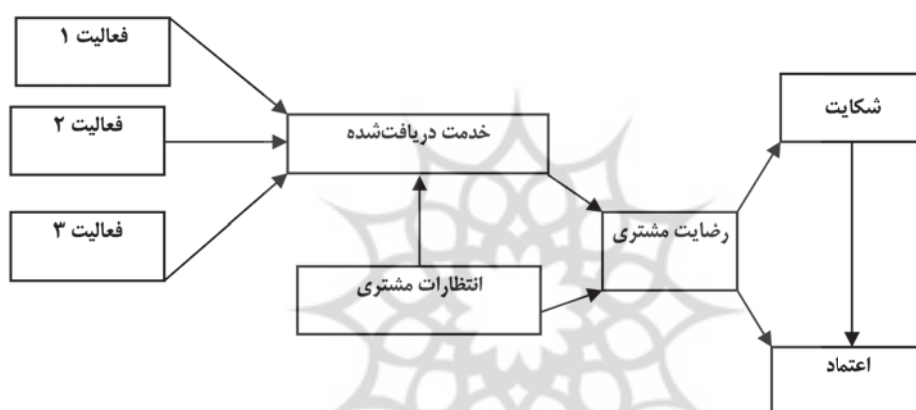 فعالیت ۱
فعالیت ۲
فعالیت ۳
خدمت دریافت‌شده
انتظارات مشتری
رضایت مشتری
شکایت
اعتماد